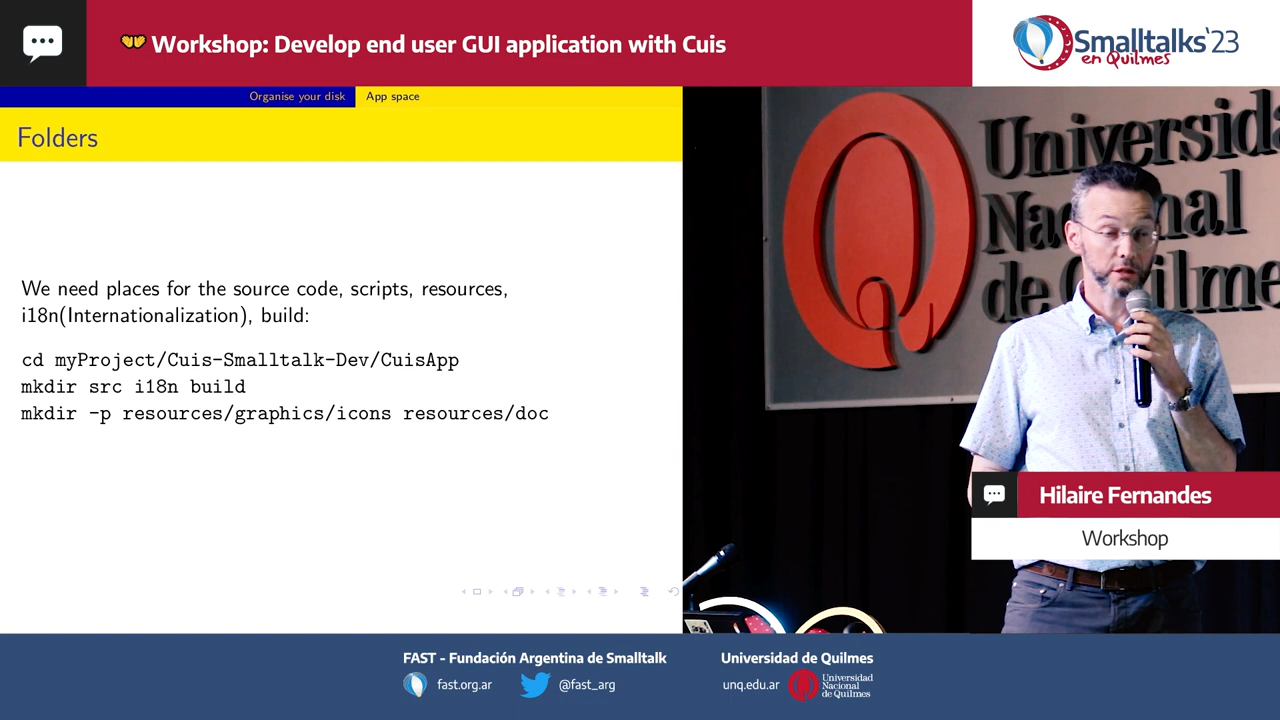 Workshop: Develop end user GUI application with Cuis
Smalltalks'23
en Quilmes
Organise your disk
App space
Folders
We need places for the source code, scripts, resources,
i18n(Internationalization), build:
cd myProject/Cuis-Smalltalk-Dev/CuisApp
mkdir src i18n build
mkdir -p resources/graphics/icons resources/doc
Universida
de Quilme
Hilaire Fernandes
Workshop
FAST - Fundación Argentina de Smalltalk
fast.org.ar
@fast_arg
Universidad de Quilmes
unq.edu.ar
Universidad
Nacional
de Quilmes